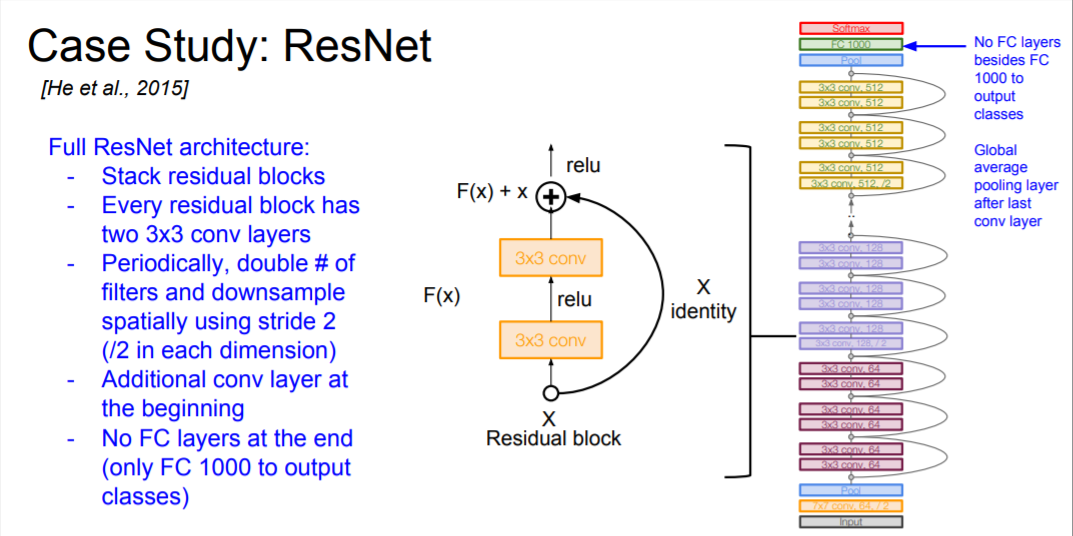 Case Study: ResNet
[He et al., 2015]
Full ResNet architecture:
- Stack residual blocks
- Every residual block has
two 3x3 conv layers
- Periodically, double # of
filters and downsample
spatially using stride 2
(/2 in each dimension)
- Additional conv layer at
the beginning
- No FC layers at the end
(only FC 1000 to output
classes)
relu
F(x) + x
+
3x3 conv
F(x)
relu
3x3 conv
X
identity
X
Residual block
Softmax
FC 1000
Pool
3x3 conv, 512
3x3 conv, 512
3x3 conv, 512
3x3 conv, 512
3x3 conv, 512
3x3 conv, 512, /2
..
3x3 conv, 128
3x3 conv, 128
3x3 conv, 128
3x3 conv, 128
3x3 conv, 128
3x3 conv, 128, / 2
3x3 conv, 64
3x3 conv, 64
3x3 conv, 64
3x3 conv, 64
3x3 conv, 64
3x3 conv, 64
Pool
7x7 conv, 64, / 2
Input
No FC layers
besides FC
1000 to
output
classes
Global
average
pooling layer
after last
conv layer